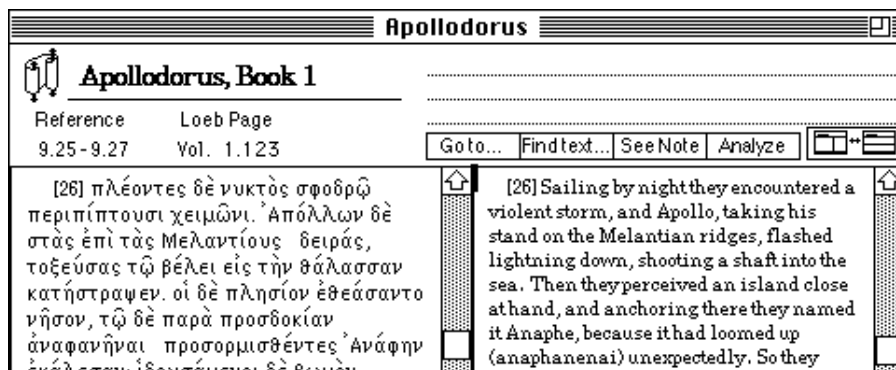 Apollodorus
Apollodorus, Book 1
Reference Loeb Page
9.25-9.27 Vol. 1.123
Go to... Find text... See Note Analyze
[26] πλέοντες δὲ νυκτὸς σφοδρῷ
περιπίπτουσι χειμῶνι. Ἀπόλλων δὲ
στὰς ἐπὶ τὰς Μελαντίους δειράς,
τοξεύσας τῷ βέλει εἰς τὴν θάλασσαν
κατήστραψεν. οἱ δὲ πλησίον ἐθεάσαντο
νῆσον, τῷ δὲ παρὰ προσδοκίαν
ἀναφανῆναι προσορμισθέντες Ἀνάφην
[26] Sailing by night they encountered a
violent storm, and Apollo, taking his
stand on the Melantian ridges, flashed
lightning down, shooting a shaft into the
sea. Then they perceived an island close
at hand, and anchoring there they named
it Anaphe, because it had loomed up
(anaphanenai) unexpectedly. So they